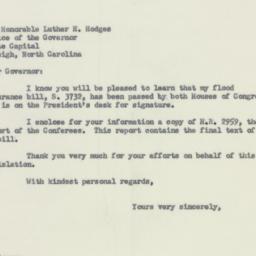 Honorable Luther H. Hodges
ice of the Governor
e Capital
eigh, North Carolina
r Governor:
I know you will be pleased to learn that my flood
urance bill, S. 3732, has been passed by both Houses of Congre
is on the President's desk for signature.
I enclose for your information a copy of H.R. 2959, the
ort of the Conferees. This report contains the final text of
bill.
Thank you very much for your efforts on behalf of this
islation.
With kindest personal regards,
Yours very sincerely,